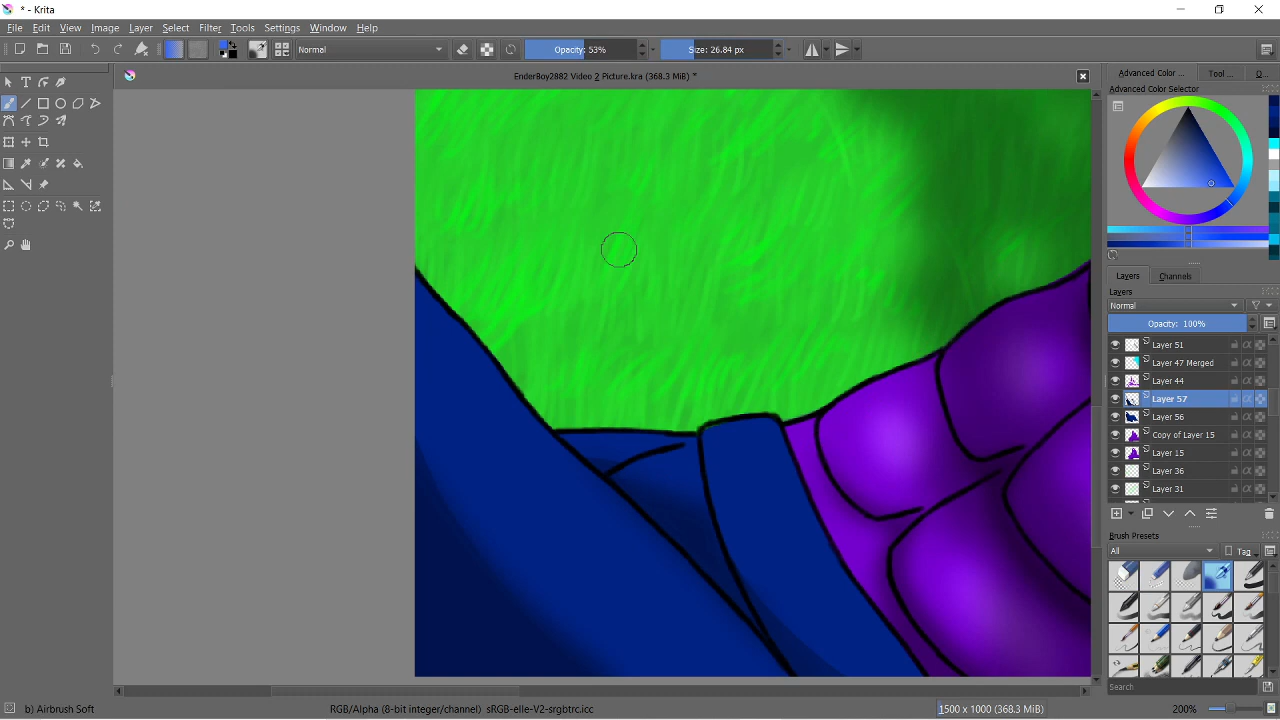 * - Krita
File Edit View Image Layer Select Filter Tools Settings Window Help
Normal Opacity: 53% Size: 26.84 px
EnderBoy2882 Video 2 Picture.kra (368.3 MiB) *
Advanced Color ... Tool ... O...
Advanced Color Selector
Layers Channels
Layers
Normal
Opacity: 100%
Layer 51
Layer 47 Merged
Layer 44
Layer 57
Layer 56
Copy of Layer 15
Layer 15
Layer 36
Layer 31
Brush Presets
All Tag
Search
b) Airbrush Soft RGB/Alpha (8-bit integer/channel) sRGB-elle-V2-srgbtrc.icc 1500 x 1000 (368.3 MiB) 200%